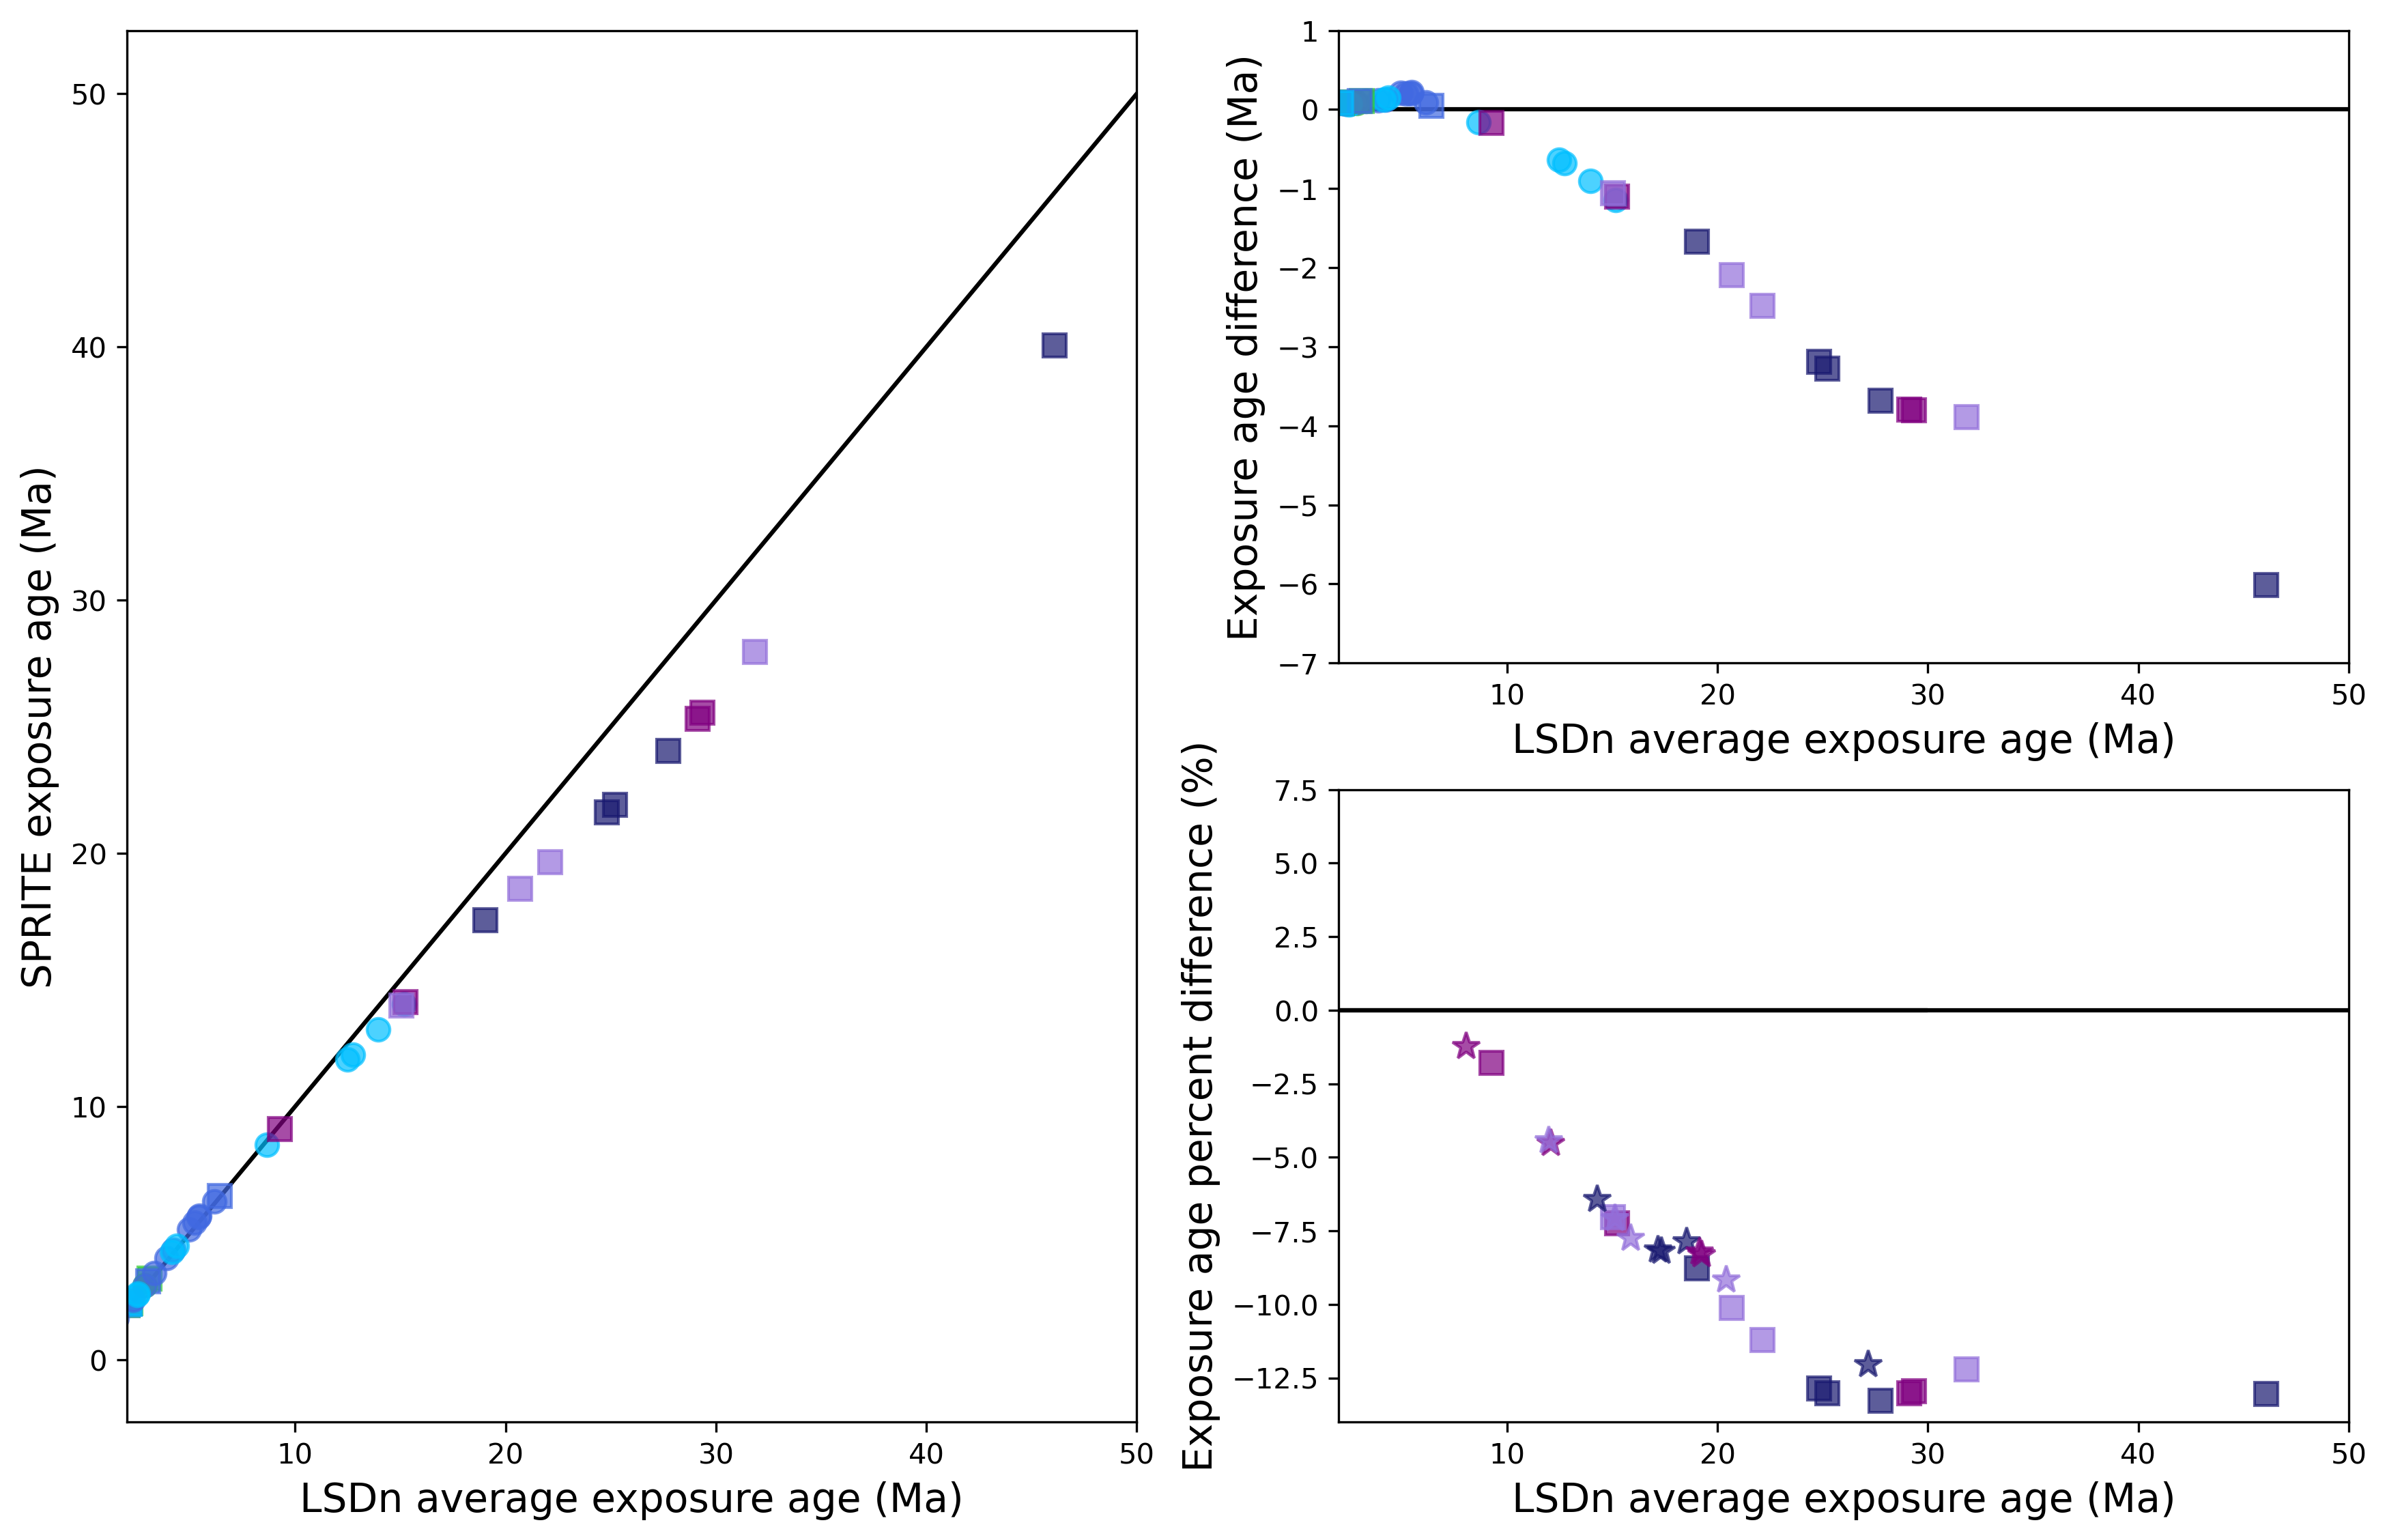 SPRITE exposure age (Ma)
50
40
30
20
10
0
10 20 30 40 50
LSDn average exposure age (Ma)
Exposure age difference (Ma)
1
0
−1
−2
−3
−4
−5
−6
−7
10 20 30 40 50
LSDn average exposure age (Ma)
Exposure age percent difference (%)
7.5
5.0
2.5
0.0
−2.5
−5.0
−7.5
−10.0
−12.5
10 20 30 40 50
LSDn average exposure age (Ma)